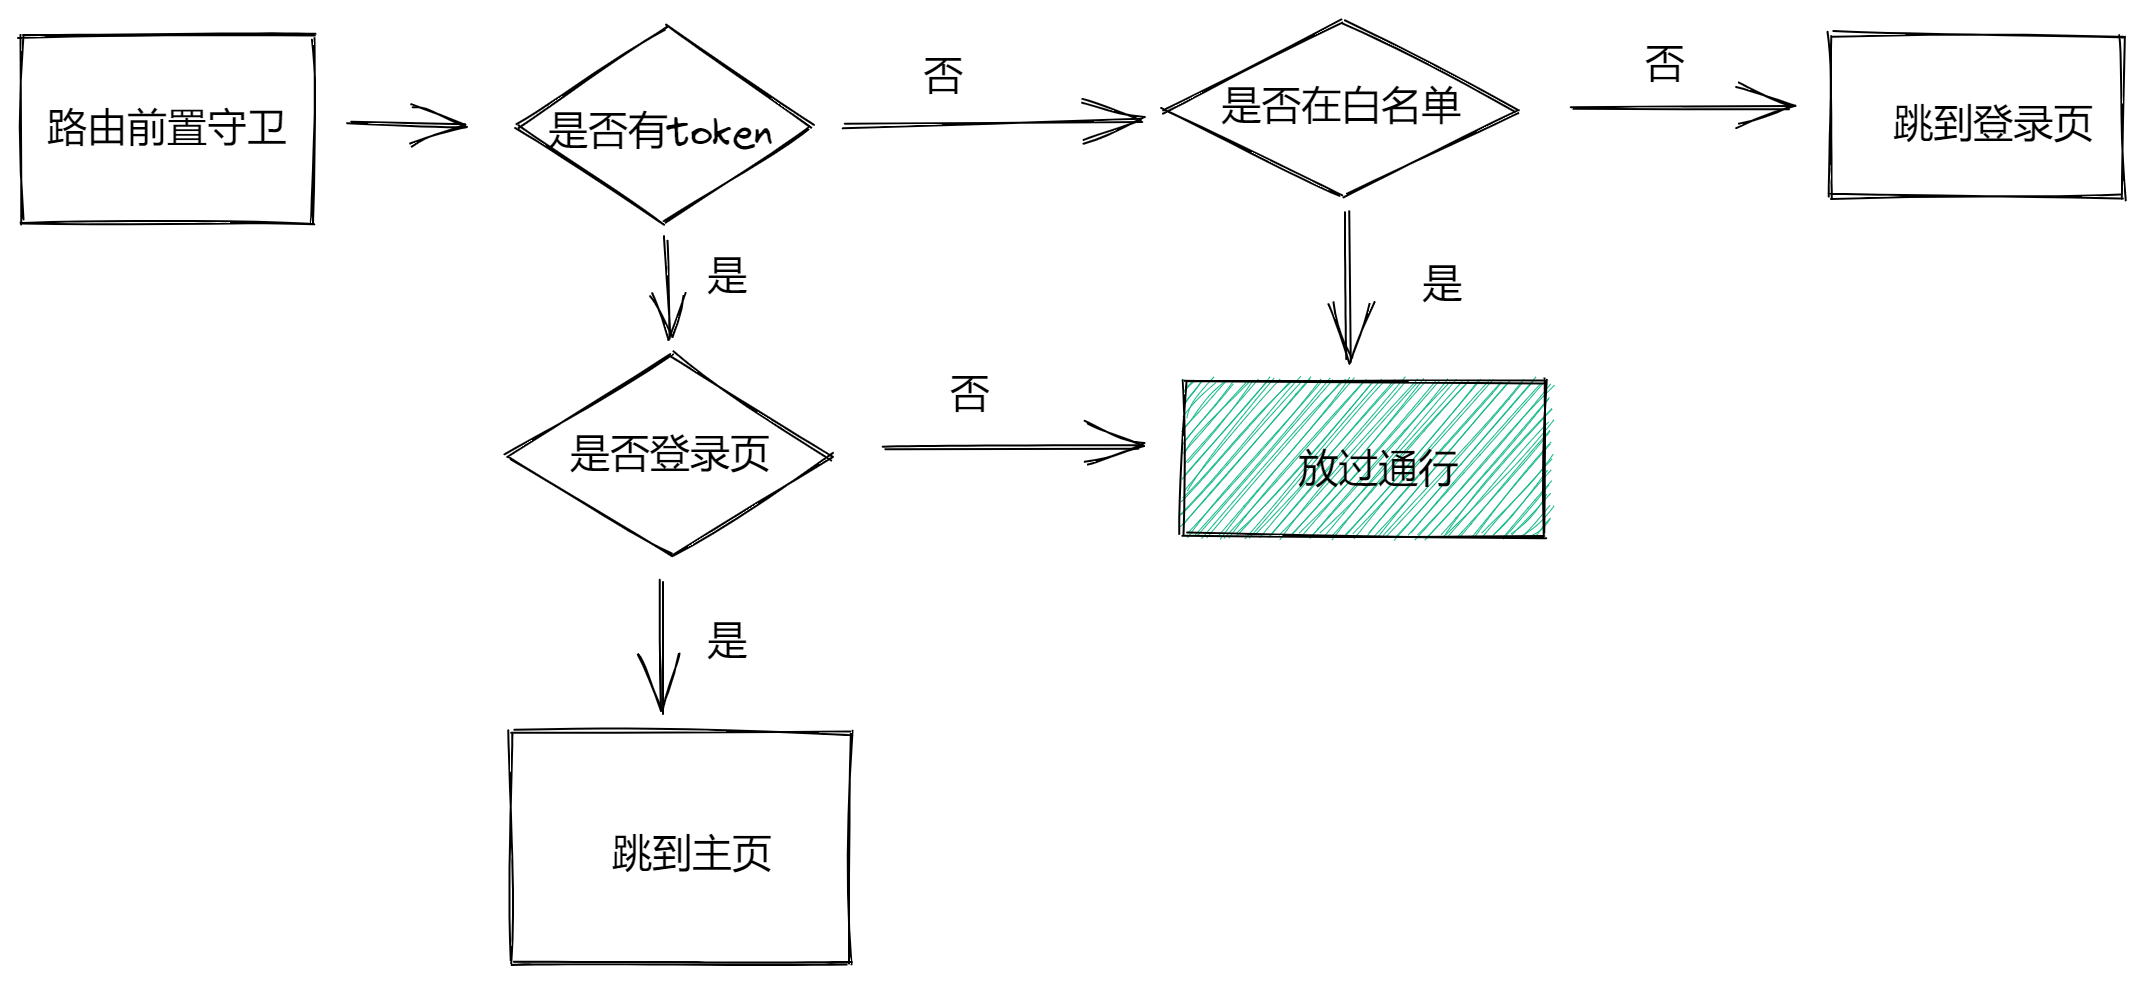 路由前置守卫
是否有token
否
是否在白名单
否
跳到登录页
是
是
是否登录页
否
放过通行
是
跳到主页